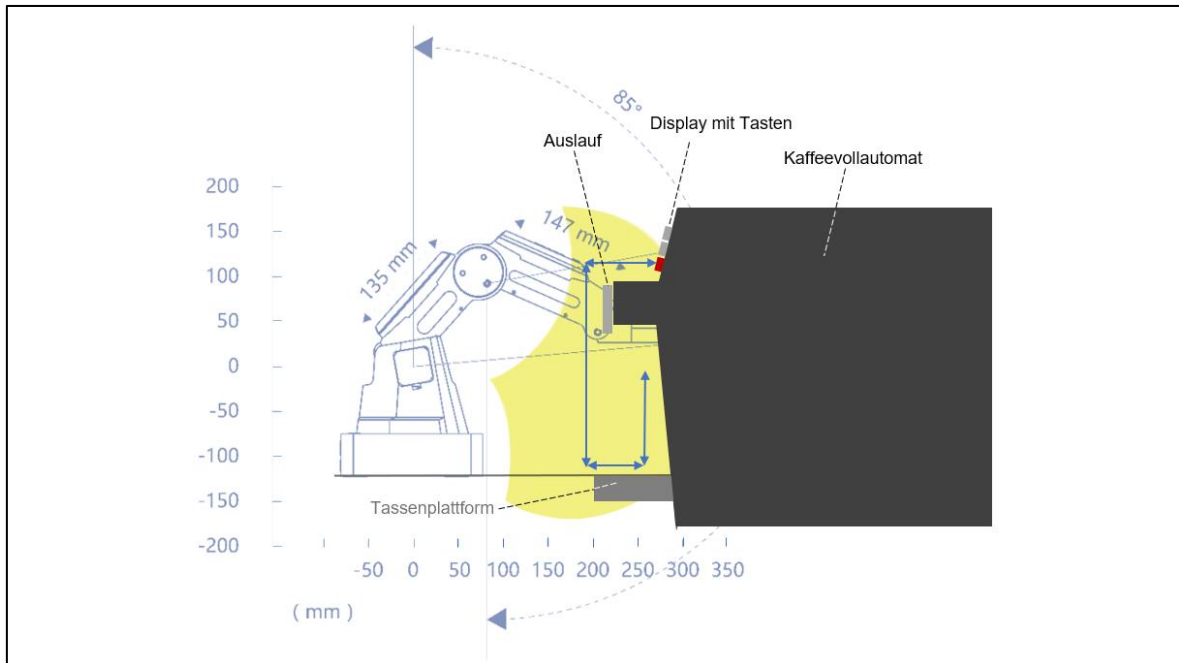 85°
Display mit Tasten
Auslauf
Kaffeevollautomat
200
150
100
50
0
-50
-100
-150
-200
147 mm
135 mm
Tassenplattform
-50 0 50 100 150 200 250 300 350
( mm )